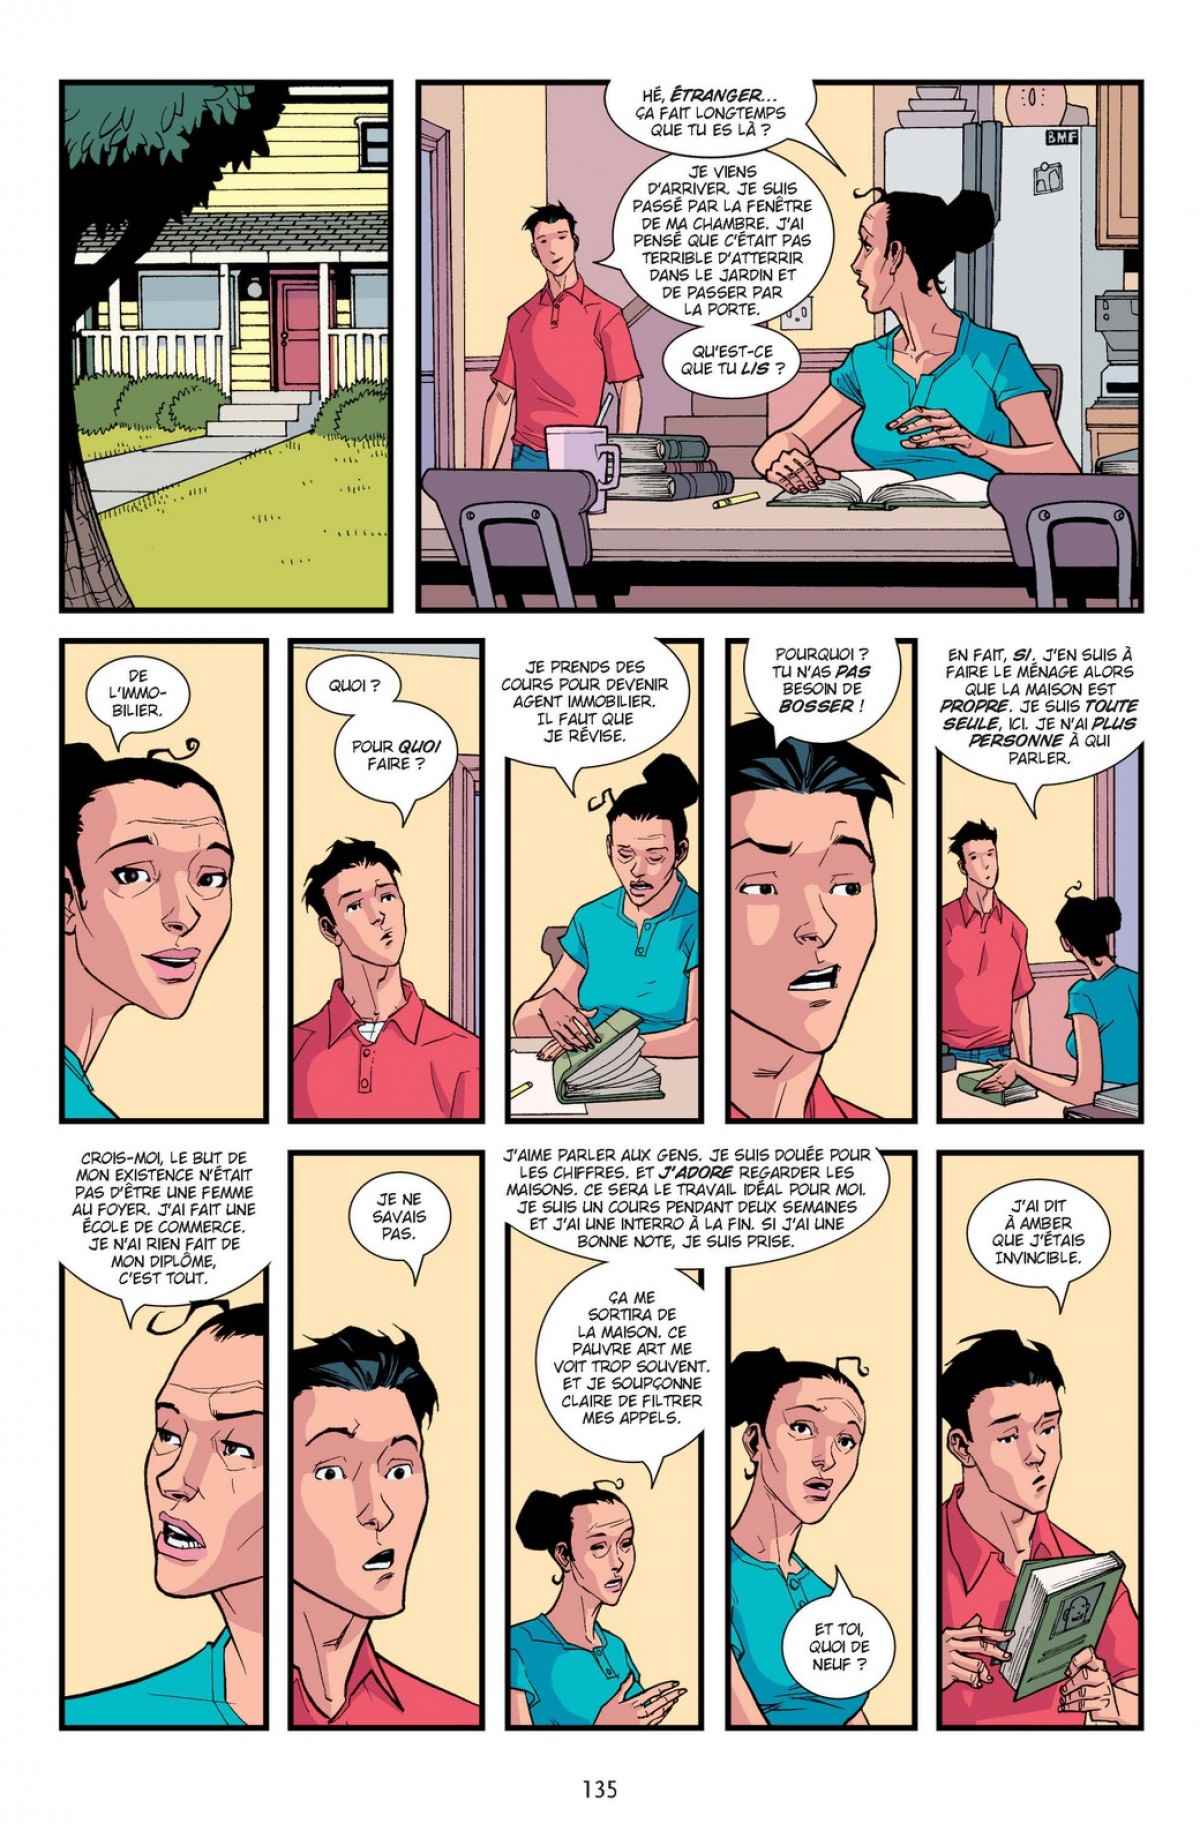 HÉ, ÉTRANGER...
ÇA FAIT LONGTEMPS
QUE TU ES LÀ ?
BMF
JE VIENS
D'ARRIVER. JE SUIS
PASSÉ PAR LA FENÊTRE
DE MA CHAMBRE. J'AI
PENSÉ QUE C'ÉTAIT PAS
TERRIBLE D'ATTERRIR
DANS LE JARDIN ET
DE PASSER PAR
LA PORTE.
QU'EST-CE
QUE TU LIS ?
DE
L'IMMO-
BILIER.
QUOI ?
POUR QUOI
FAIRE ?
JE PRENDS DES
COURS POUR DEVENIR
AGENT IMMOBILIER.
IL FAUT QUE
JE RÉVISE.
POURQUOI ?
TU N'AS PAS
BESOIN DE
BOSSER !
EN FAIT, SI. J'EN SUIS À
FAIRE LE MÉNAGE ALORS
QUE LA MAISON EST
PROPRE. JE SUIS TOUTE
SEULE, ICI. JE N'AI PLUS
PERSONNE À QUI
PARLER.
CROIS-MOI, LE BUT DE
MON EXISTENCE N'ÉTAIT
PAS D'ÊTRE UNE FEMME
AU FOYER. J'AI FAIT UNE
ÉCOLE DE COMMERCE.
JE N'AI RIEN FAIT DE
MON DIPLÔME,
C'EST TOUT.
JE NE
SAVAIS
PAS.
J'AIME PARLER AUX GENS. JE SUIS DOUÉE POUR
LES CHIFFRES. ET J'ADORE REGARDER LES
MAISONS. CE SERA LE TRAVAIL IDÉAL POUR MOI.
JE SUIS UN COURS PENDANT DEUX SEMAINES
ET J'AI UNE INTERRO À LA FIN. SI J'AI UNE
BONNE NOTE, JE SUIS PRISE.
ÇA ME
SORTIRA DE
LA MAISON. CE
PAUVRE ART ME
VOIT TROP SOUVENT.
ET JE SOUPÇONNE
CLAIRE DE FILTRER
MES APPELS.
ET TOI,
QUOI DE
NEUF ?
J'AI DIT
À AMBER
QUE J'ÉTAIS
INVINCIBLE.
135